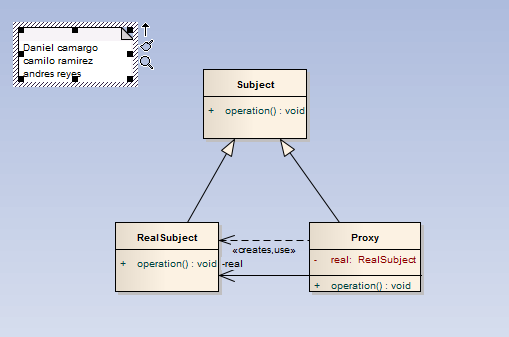 Daniel camargo
camilo ramirez
andres reyes
Subject
+ operation() : void
RealSubject
+ operation() : void
«creates,use»
-real
Proxy
- real: RealSubject
+ operation() : void